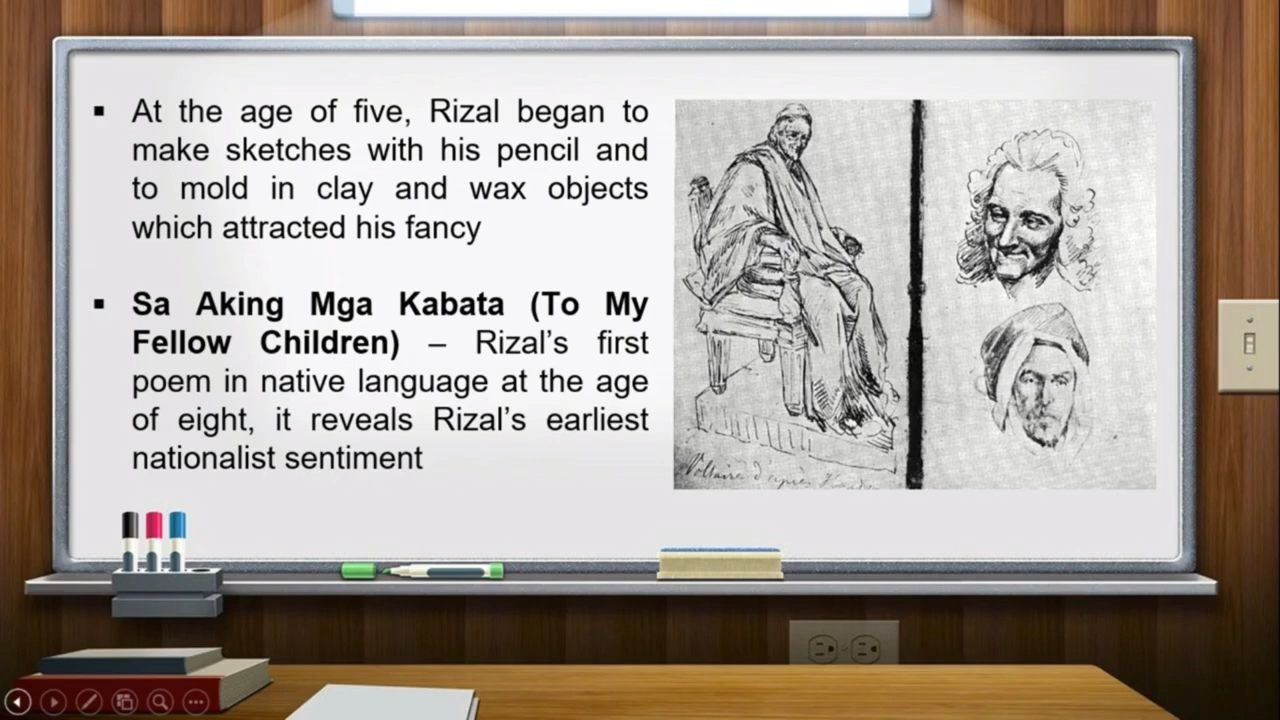 ▪ At the age of five, Rizal began to
make sketches with his pencil and
to mold in clay and wax objects
which attracted his fancy
▪ Sa Aking Mga Kabata (To My
Fellow Children) – Rizal’s first
poem in native language at the age
of eight, it reveals Rizal’s earliest
nationalist sentiment
Voltaire d'après